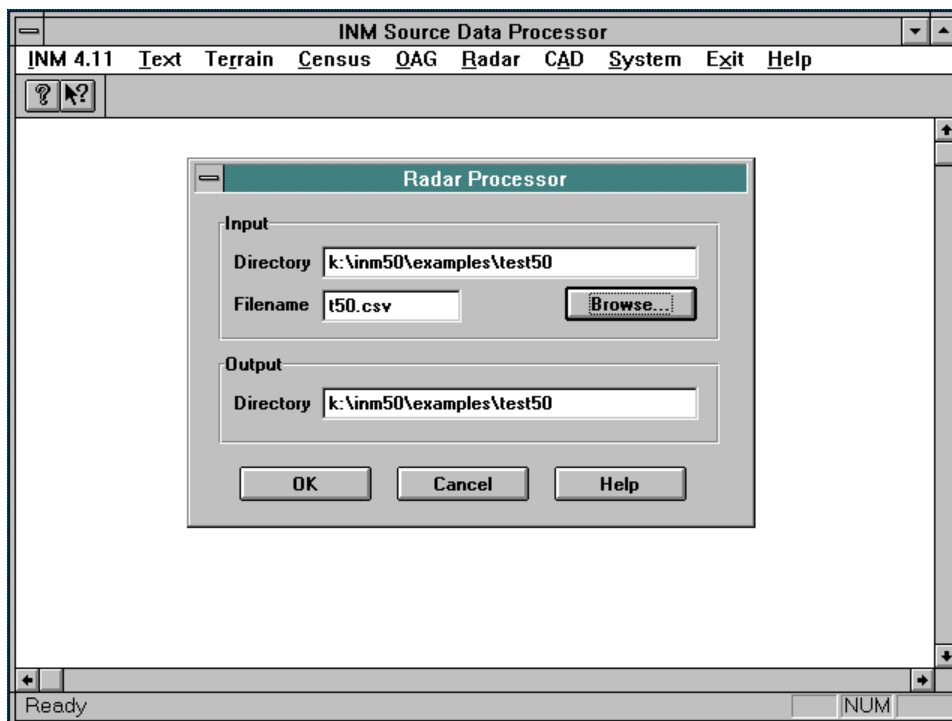 INM Source Data Processor
INM 4.11 Text Terrain Census OAG Radar CAD System Exit Help
? ?
Radar Processor
Input
Directory k:\inm50\examples\test50
Filename t50.csv Browse...
Output
Directory k:\inm50\examples\test50
OK Cancel Help
Ready NUM